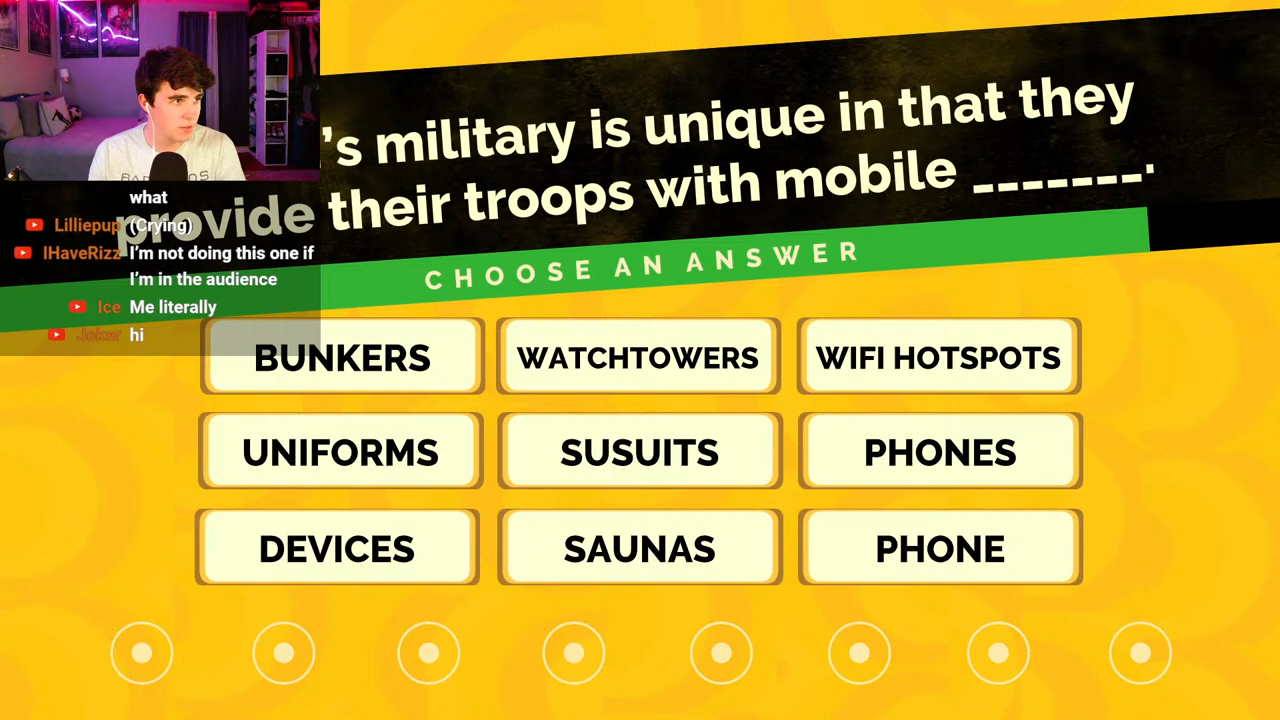 's military is unique in that they
provide their troops with mobile _______.
CHOOSE AN ANSWER
what
Lilliepup (Crying)
IHaveRizz I'm not doing this one if
I'm in the audience
Ice Me literally
Joker hi
BUNKERS WATCHTOWERS WIFI HOTSPOTS
UNIFORMS SUSUITS PHONES
DEVICES SAUNAS PHONE